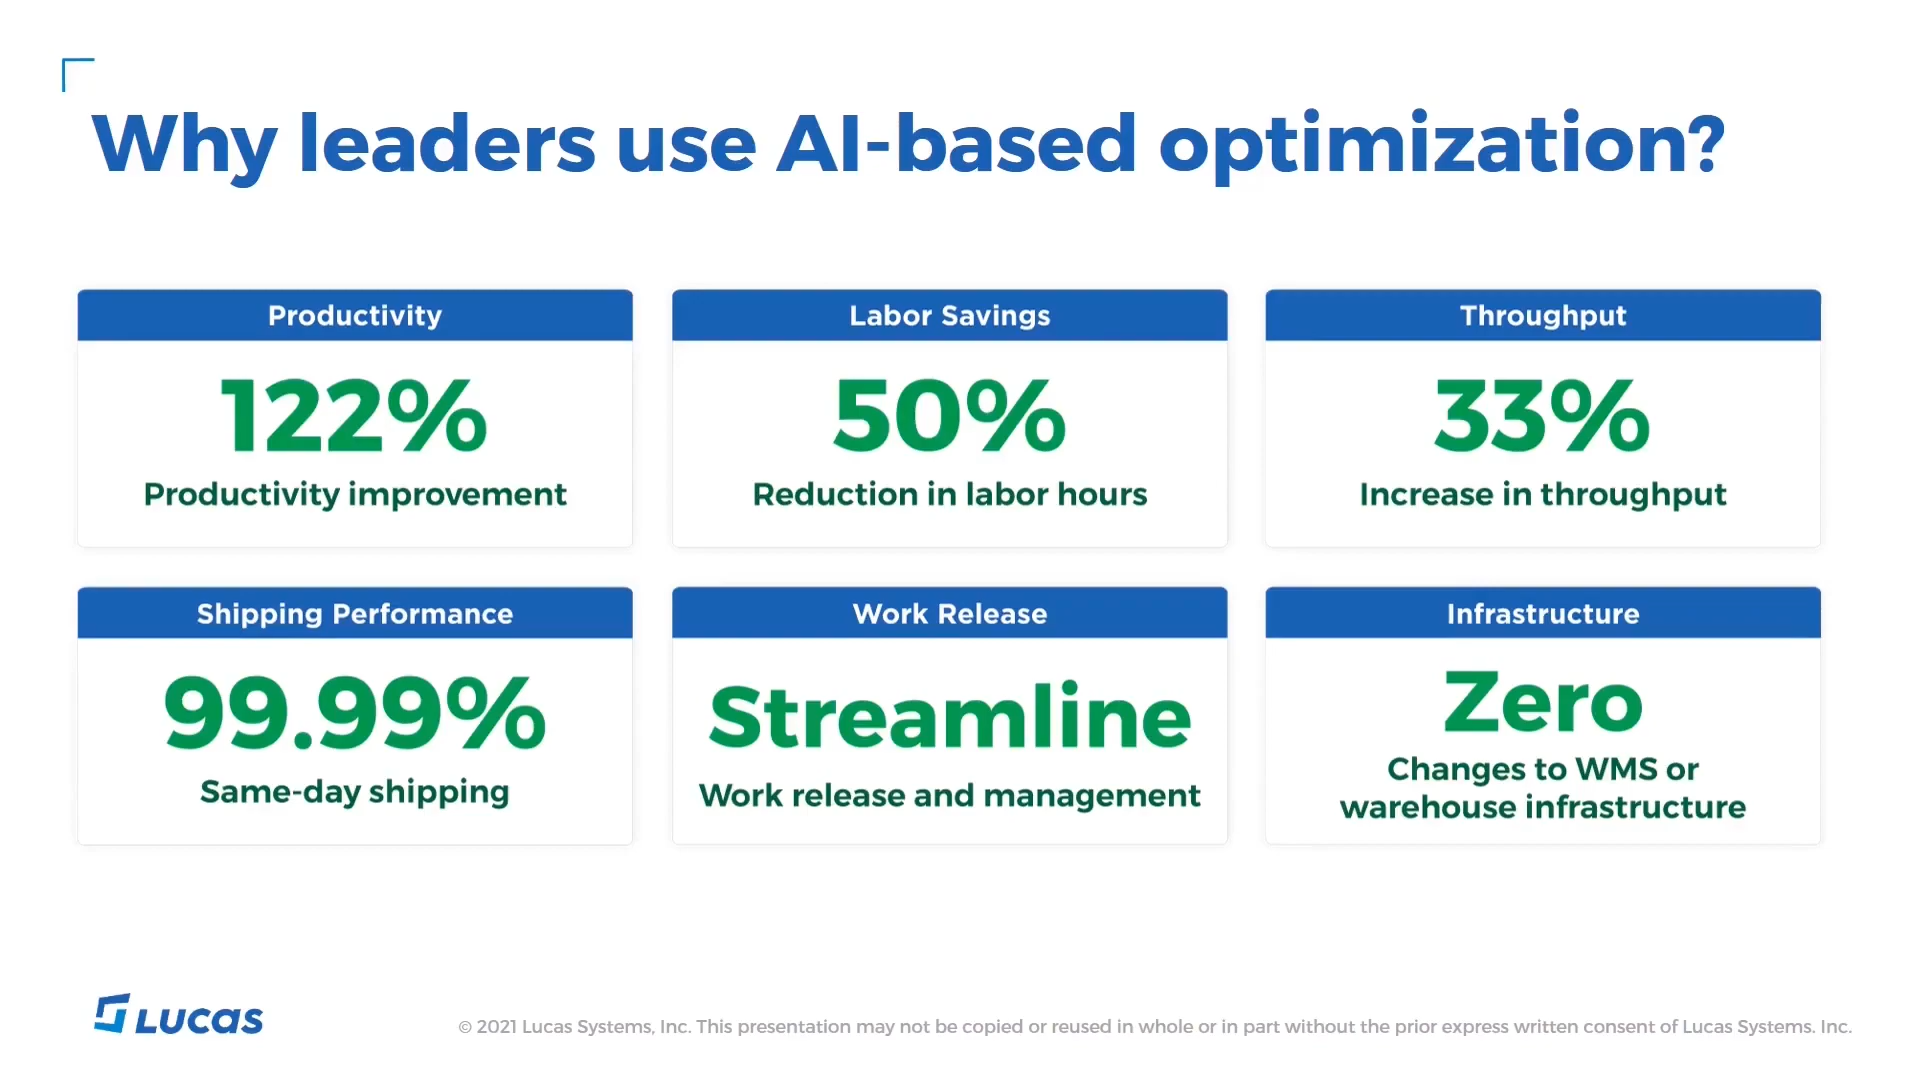 Why leaders use AI-based optimization?
Productivity
122%
Productivity improvement
Labor Savings
50%
Reduction in labor hours
Throughput
33%
Increase in throughput
Shipping Performance
99.99%
Same-day shipping
Work Release
Streamline
Work release and management
Infrastructure
Zero
Changes to WMS or
warehouse infrastructure
LUCAS
© 2021 Lucas Systems, Inc. This presentation may not be copied or reused in whole or in part without the prior express written consent of Lucas Systems. Inc.